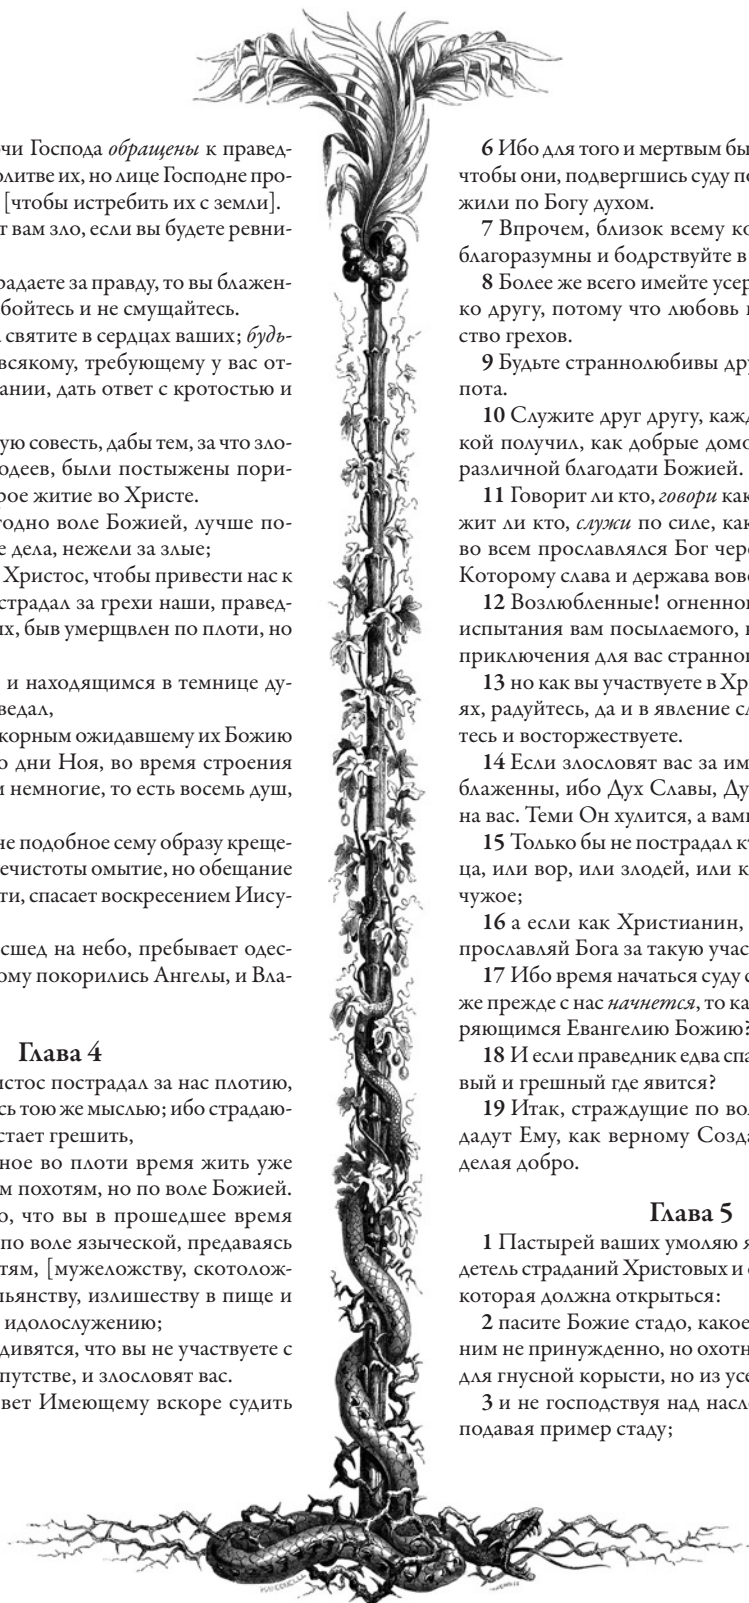 чи Господа обращены к правед-
олитве их, но лице Господне про-
[чтобы истребить их с земли].
т вам зло, если вы будете ревни-
радаете за правду, то вы блажен-
бойтесь и не смущайтесь.
святите в сердцах ваших; будь-
всякому, требующему у вас от-
ании, дать ответ с кротостью и
ую совесть, дабы тем, за что зло-
одеев, были постыжены пори-
рое житие во Христе.
годно воле Божией, лучше по-
е дела, нежели за злые;
Христос, чтобы привести нас к
страдал за грехи наши, правед-
ых, быв умерщвлен по плоти, но
и находящимся в темнице ду-
ведал,
корным ожидавшему их Божию
о дни Ноя, во время строения
и немногие, то есть восемь душ,
не подобное сему образу креще-
ечистоты омытие, но обещание
ти, спасает воскресением Иису-
сшед на небо, пребывает одес-
ому покорились Ангелы, и Вла-
Глава 4
истос пострадал за нас плотию,
сь тою же мыслью; ибо страдаю-
стает грешить,
ное во плоти время жить уже
м похотям, но по воле Божией.
о, что вы в прошедшее время
по воле языческой, предаваясь
тям, [мужеложству, скотолож-
ьянству, излишеству в пище и
идолослужению;
дивятся, что вы не участвуете с
путстве, и злословят вас.
вет Имеющему вскоре судить
6 Ибо для того и мертвым бы
чтобы они, подвергшись суду по
жили по Богу духом.
7 Впрочем, близок всему ко
благоразумны и бодрствуйте в
8 Более же всего имейте усер
ко другу, потому что любовь п
ство грехов.
9 Будьте страннолюбивы дру
пота.
10 Служите друг другу, кажд
кой получил, как добрые домо
различной благодати Божией.
11 Говорит ли кто, говори как
жит ли кто, служи по силе, как
во всем прославлялся Бог чере
Которому слава и держава вове
12 Возлюбленные! огненног
испытания вам посылаемого, н
приключения для вас странног
13 но как вы участвуете в Хр
ях, радуйтесь, да и в явление сл
тесь и восторжествуете.
14 Если злословят вас за им
блаженны, ибо Дух Славы, Ду
на вас. Теми Он хулится, а вами
15 Только бы не пострадал кт
ца, или вор, или злодей, или к
чужое;
16 а если как Христианин,
прославляй Бога за такую учас
17 Ибо время начаться суду с
же прежде с нас начнется, то ка
ряющимся Евангелию Божию?
18 И если праведник едва спа
вый и грешный где явится?
19 Итак, страждущие по вол
дадут Ему, как верному Созда
делая добро.
Глава 5
1 Пастырей ваших умоляю я
детель страданий Христовых и с
которая должна открыться:
2 пасите Божие стадо, какое
ним не принужденно, но охотн
для гнусной корысти, но из усе
3 и не господствуя над насл
подавая пример стаду;